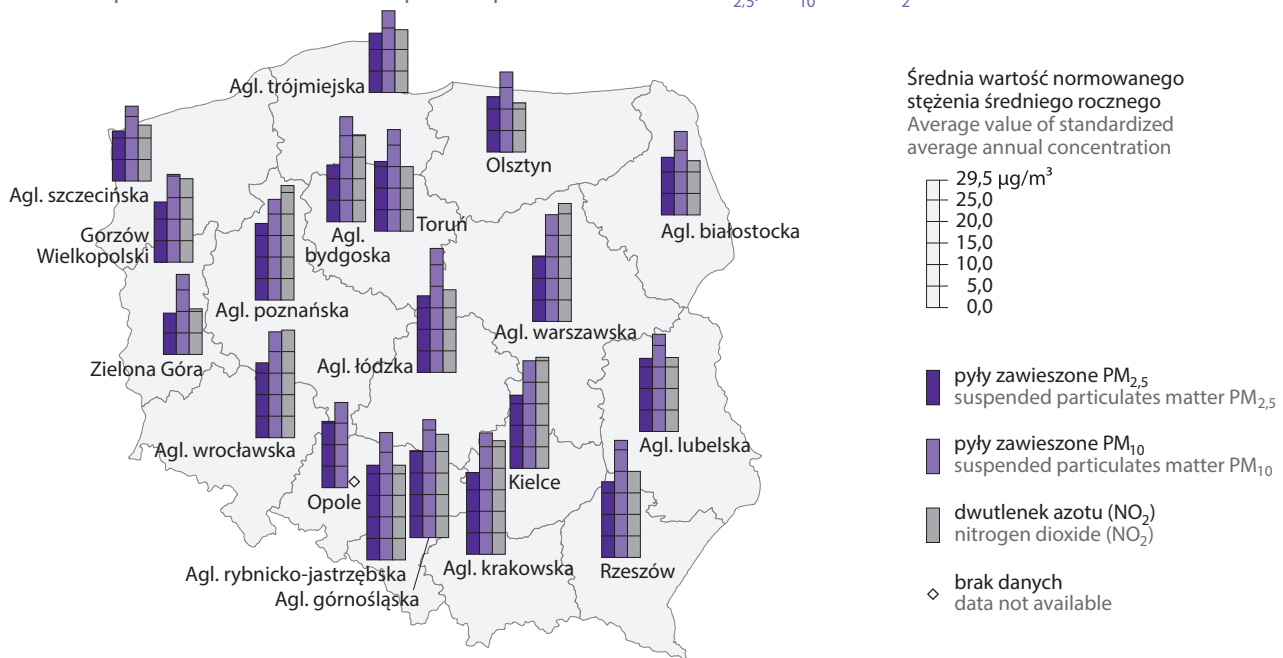 2,5, 10 2
Agl. trójmiejska
Olsztyn
Agl. szczecińska
Agl. białostocka
Gorzów
Wielkopolski
Agl.
bydgoska
Toruń
Agl. poznańska
Agl. warszawska
Zielona Góra
Agl. łódzka
Agl. wrocławska
Agl. lubelska
Opole
Kielce
Agl. rybnicko-jastrzębska
Agl. górnośląska
Agl. krakowska
Rzeszów
Średnia wartość normowanego
stężenia średniego rocznego
Average value of standardized
average annual concentration
29,5 µg/m³
25,0
20,0
15,0
10,0
5,0
0,0
pyły zawieszone PM2,5
suspended particulates matter PM2,5
pyły zawieszone PM10
suspended particulates matter PM10
dwutlenek azotu (NO2)
nitrogen dioxide (NO2)
brak danych
data not available